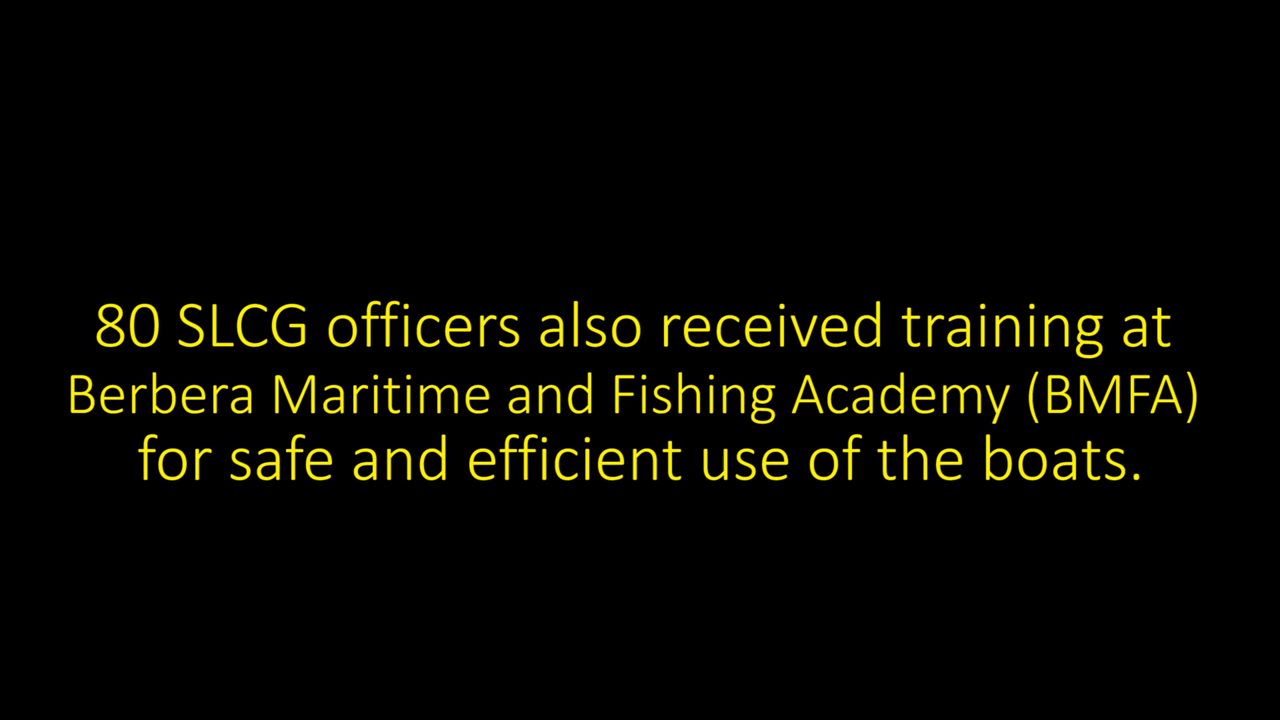 80 SLCG officers also received training at
Berbera Maritime and Fishing Academy (BMFA)
for safe and efficient use of the boats.